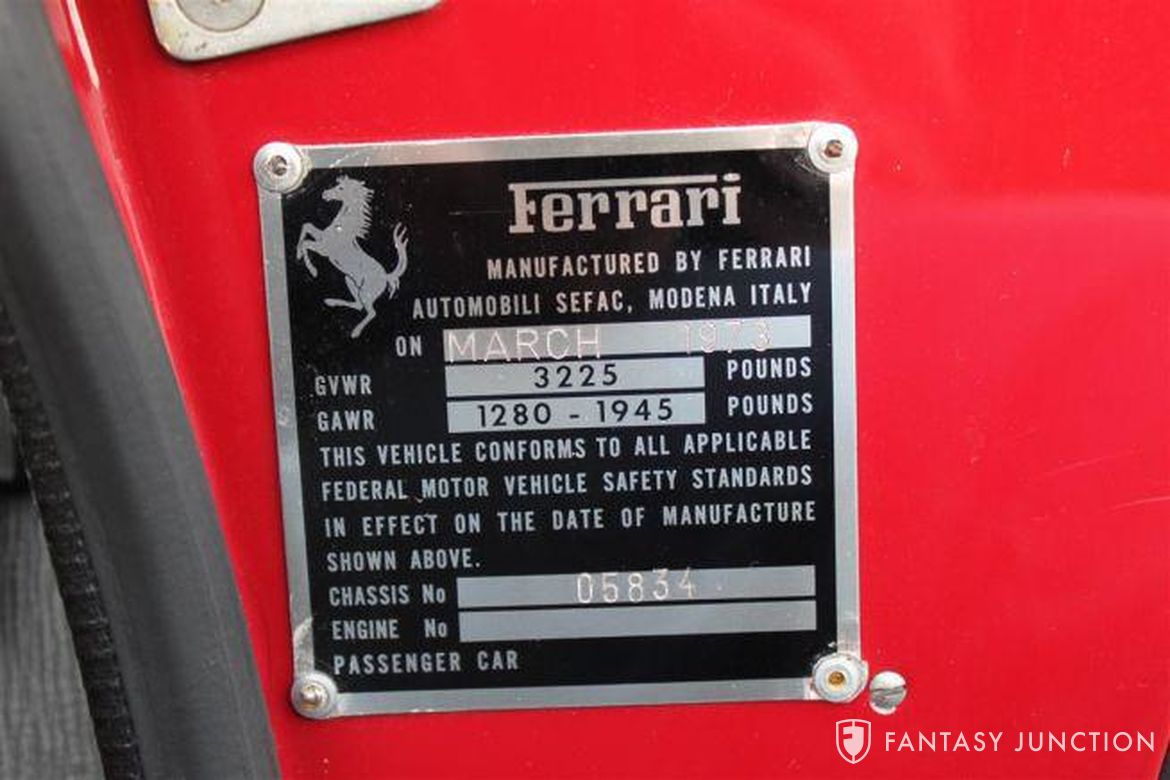 Ferrari
MANUFACTURED BY FERRARI
AUTOMOBILI SEFAC, MODENA ITALY
ON MARCH 1973
GVWR 3225 POUNDS
GAWR 1280 - 1945 POUNDS
THIS VEHICLE CONFORMS TO ALL APPLICABLE
FEDERAL MOTOR VEHICLE SAFETY STANDARDS
IN EFFECT ON THE DATE OF MANUFACTURE
SHOWN ABOVE.
CHASSIS No 05834
ENGINE No
PASSENGER CAR
FANTASY JUNCTION